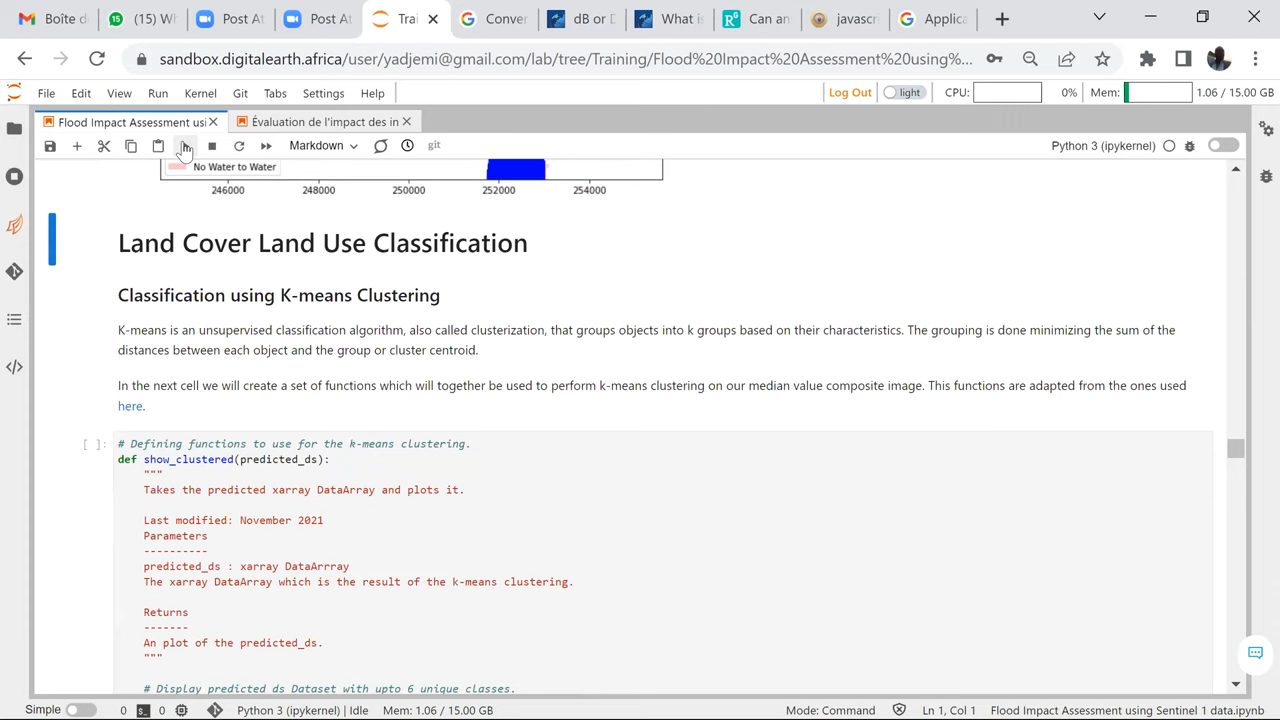 Boîte d
(15) Wh
Post At
Post At
Trai
Conver
dB or D
What is
Can an
javascr
Applica
sandbox.digitalearth.africa/user/yadjemi@gmail.com/lab/tree/Training/Flood%20Impact%20Assessment%20using%...
File Edit View Run Kernel Git Tabs Settings Help
Log Out light CPU: 0% Mem: 1.06 / 15.00 GB
Flood Impact Assessment usi
Évaluation de l'impact des in
Markdown
git
Python 3 (ipykernel)
No Water to Water
246000 248000 250000 252000 254000
Land Cover Land Use Classification
Classification using K-means Clustering
K-means is an unsupervised classification algorithm, also called clusterization, that groups objects into k groups based on their characteristics. The grouping is done minimizing the sum of the
distances between each object and the group or cluster centroid.
In the next cell we will create a set of functions which will together be used to perform k-means clustering on our median value composite image. This functions are adapted from the ones used
here.
[ ]: # Defining functions to use for the k-means clustering.
def show_clustered(predicted_ds):
"""
Takes the predicted xarray DataArray and plots it.
Last modified: November 2021
Parameters
----------
predicted_ds : xarray DataArrray
The xarray DataArray which is the result of the k-means clustering.
Returns
-------
An plot of the predicted_ds.
"""
# Display predicted ds Dataset with upto 6 unique classes.
Simple 0 0 Python 3 (ipykernel) | Idle Mem: 1.06 / 15.00 GB Mode: Command Ln 1, Col 1 Flood Impact Assessment using Sentinel 1 data.ipynb